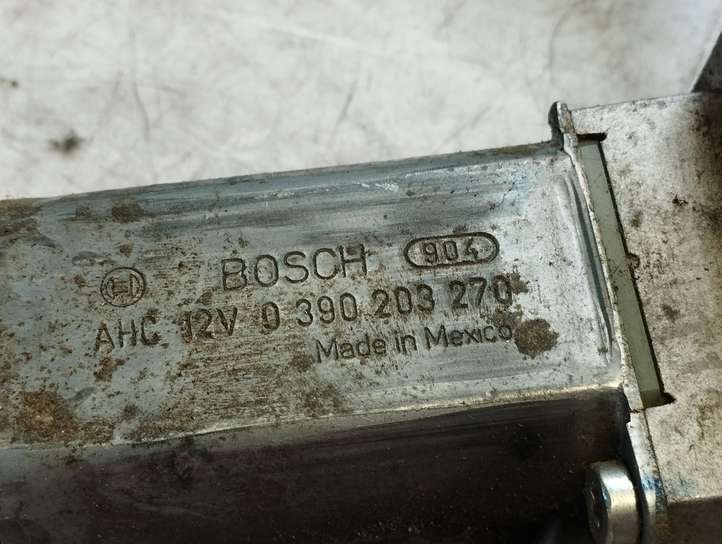 BOSCH 904
AHC 12V 0 390 203 270
Made in Mexico